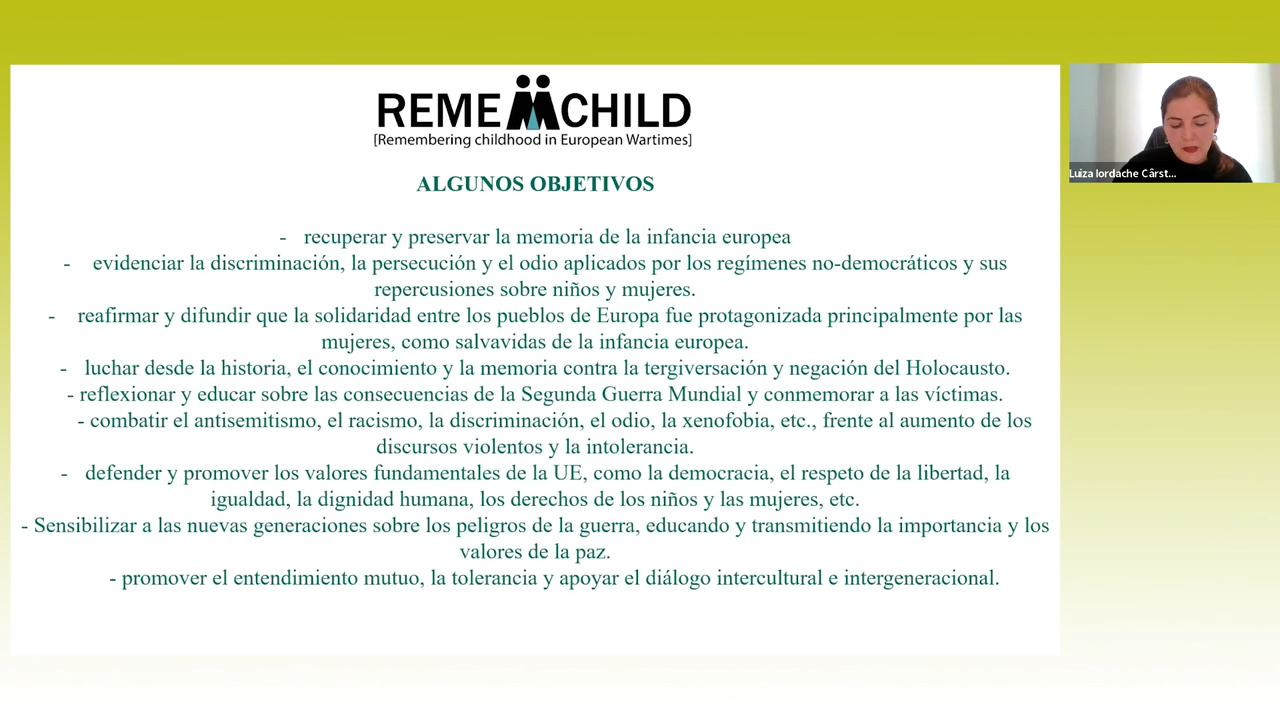 REMEMCHILD
[Remembering childhood in European Wartimes]
ALGUNOS OBJETIVOS
- recuperar y preservar la memoria de la infancia europea
- evidenciar la discriminación, la persecución y el odio aplicados por los regímenes no-democráticos y sus
repercusiones sobre niños y mujeres.
- reafirmar y difundir que la solidaridad entre los pueblos de Europa fue protagonizada principalmente por las
mujeres, como salvavidas de la infancia europea.
- luchar desde la historia, el conocimiento y la memoria contra la tergiversación y negación del Holocausto.
- reflexionar y educar sobre las consecuencias de la Segunda Guerra Mundial y conmemorar a las víctimas.
- combatir el antisemitismo, el racismo, la discriminación, el odio, la xenofobia, etc., frente al aumento de los
discursos violentos y la intolerancia.
- defender y promover los valores fundamentales de la UE, como la democracia, el respeto de la libertad, la
igualdad, la dignidad humana, los derechos de los niños y las mujeres, etc.
- Sensibilizar a las nuevas generaciones sobre los peligros de la guerra, educando y transmitiendo la importancia y los
valores de la paz.
- promover el entendimiento mutuo, la tolerancia y apoyar el diálogo intercultural e intergeneracional.
Luiza Iordache Cârst...